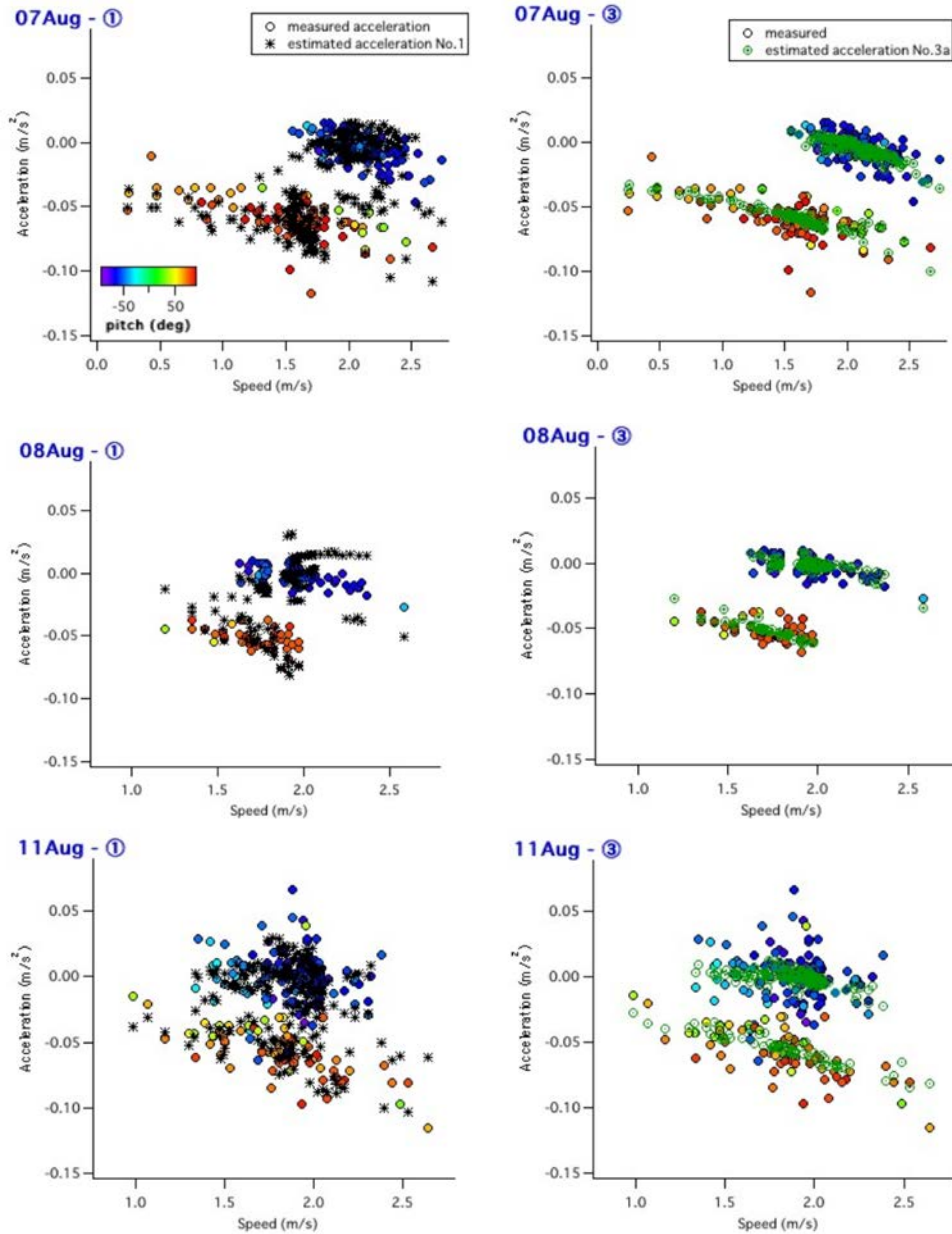 07Aug - ①
measured acceleration
estimated acceleration No.1
0.05
0.00
-0.05
-0.10
-0.15
Acceleration (m/s²)
-50
50
pitch (deg)
0.0
0.5
1.0
1.5
2.0
2.5
Speed (m/s)
07Aug - ③
measured
estimated acceleration No.3a
0.05
0.00
-0.05
-0.10
-0.15
Acceleration (m/s²)
0.0
0.5
1.0
1.5
2.0
2.5
Speed (m/s)
08Aug - ①
0.05
0.00
-0.05
-0.10
-0.15
Acceleration (m/s²)
1.0
1.5
2.0
2.5
Speed (m/s)
08Aug - ③
0.05
0.00
-0.05
-0.10
-0.15
Acceleration (m/s²)
1.0
1.5
2.0
2.5
Speed (m/s)
11Aug - ①
0.05
0.00
-0.05
-0.10
-0.15
Acceleration (m/s²)
1.0
1.5
2.0
2.5
Speed (m/s)
11Aug - ③
0.05
0.00
-0.05
-0.10
-0.15
Acceleration (m/s²)
1.0
1.5
2.0
2.5
Speed (m/s)